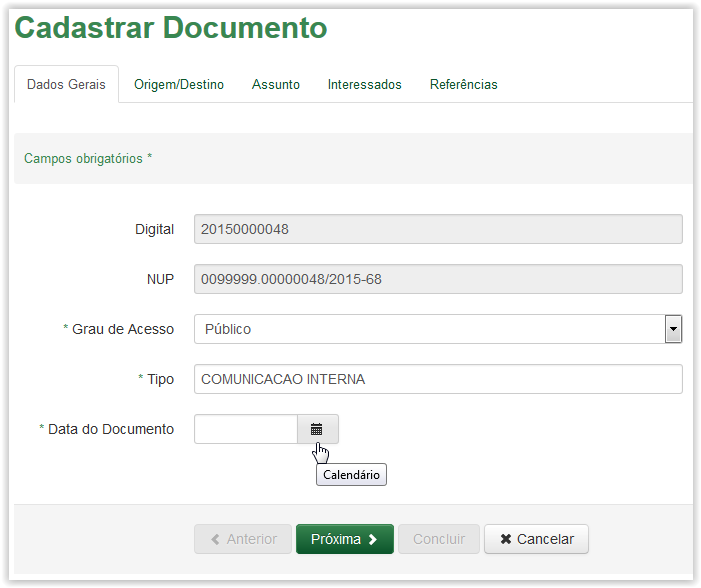 Cadastrar Documento
Dados Gerais Origem/Destino Assunto Interessados Referências
Campos obrigatórios *
Digital 20150000048
NUP 0099999.00000048/2015-68
* Grau de Acesso Público
* Tipo COMUNICACAO INTERNA
* Data do Documento
Calendário
Anterior Próxima Concluir Cancelar